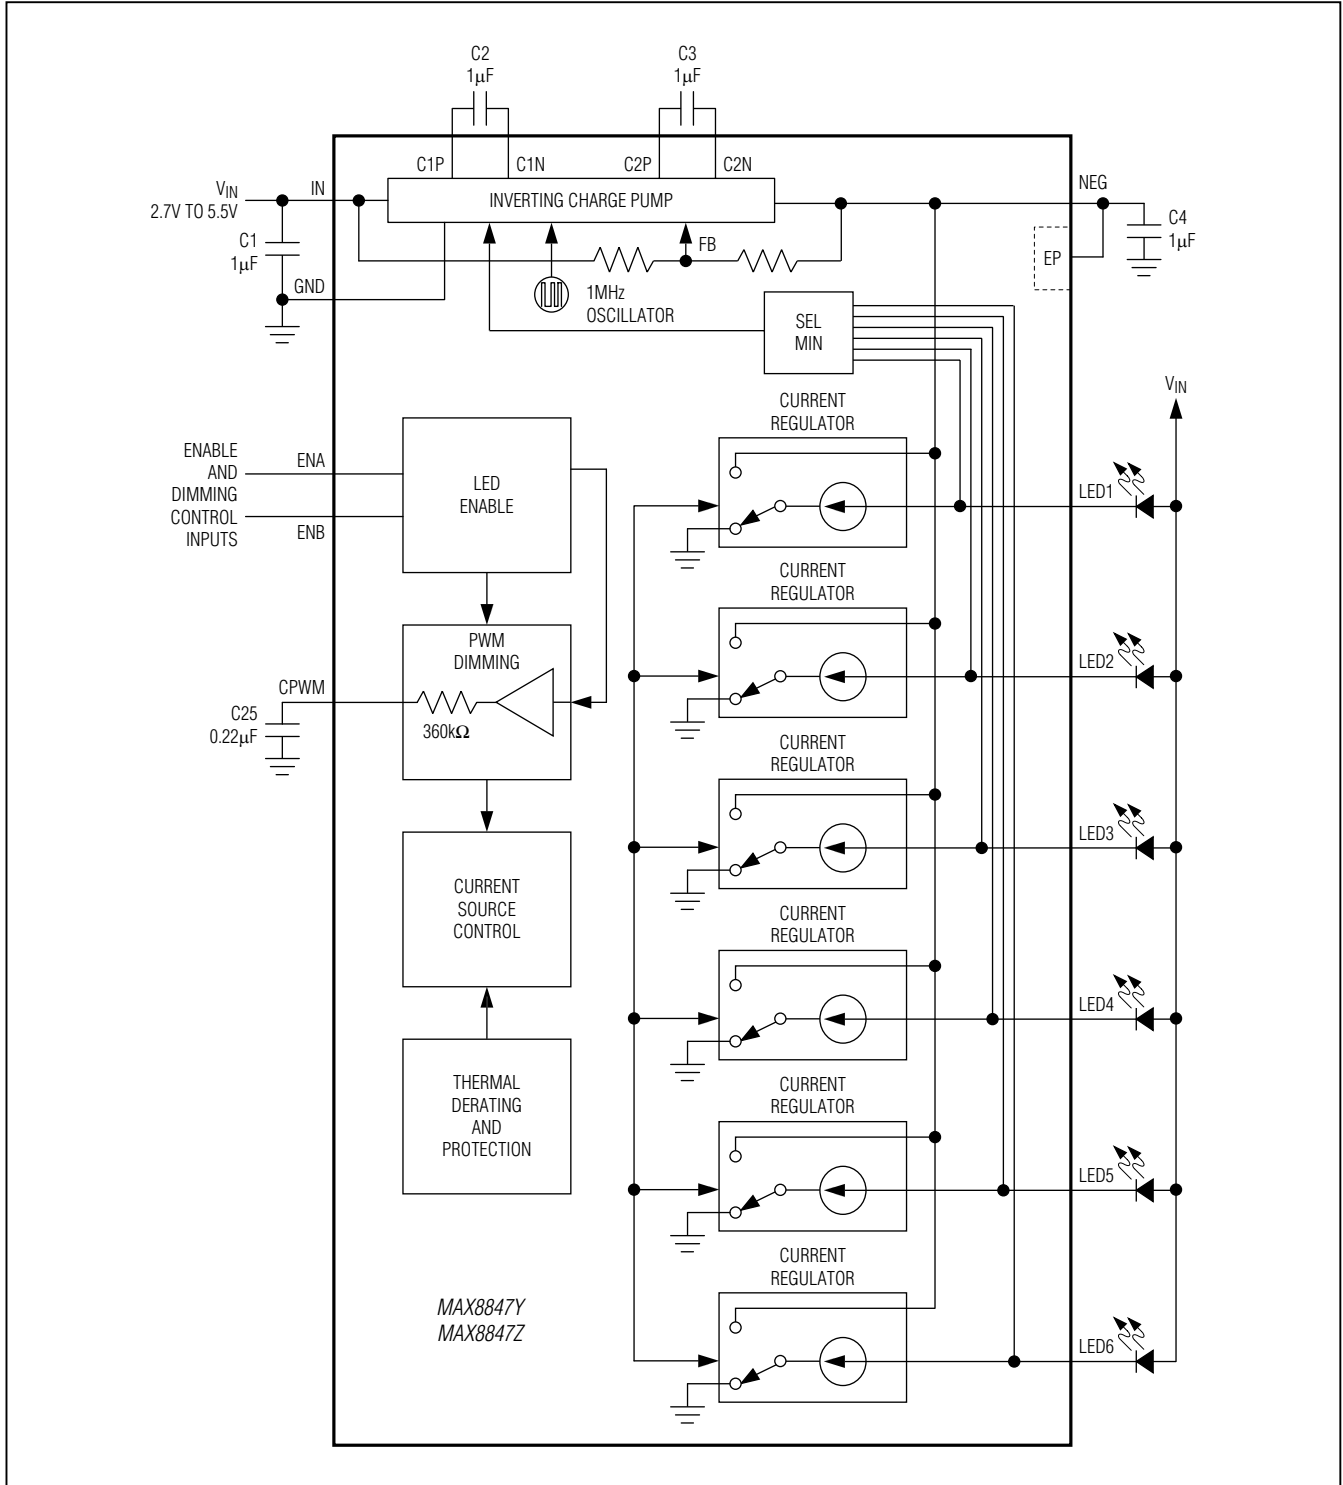 C2
1µF
C3
1µF
C1P
C1N
C2P
C2N
VIN
2.7V TO 5.5V
IN
INVERTING CHARGE PUMP
NEG
C4
1µF
C1
1µF
FB
EP
GND
1MHz
OSCILLATOR
SEL
MIN
VIN
CURRENT
REGULATOR
ENABLE
AND
DIMMING
CONTROL
INPUTS
ENA
ENB
LED
ENABLE
LED1
CURRENT
REGULATOR
PWM
DIMMING
LED2
CPWM
C25
0.22µF
360kΩ
CURRENT
REGULATOR
LED3
CURRENT
SOURCE
CONTROL
CURRENT
REGULATOR
LED4
THERMAL
DERATING
AND
PROTECTION
CURRENT
REGULATOR
LED5
CURRENT
REGULATOR
MAX8847Y
MAX8847Z
LED6